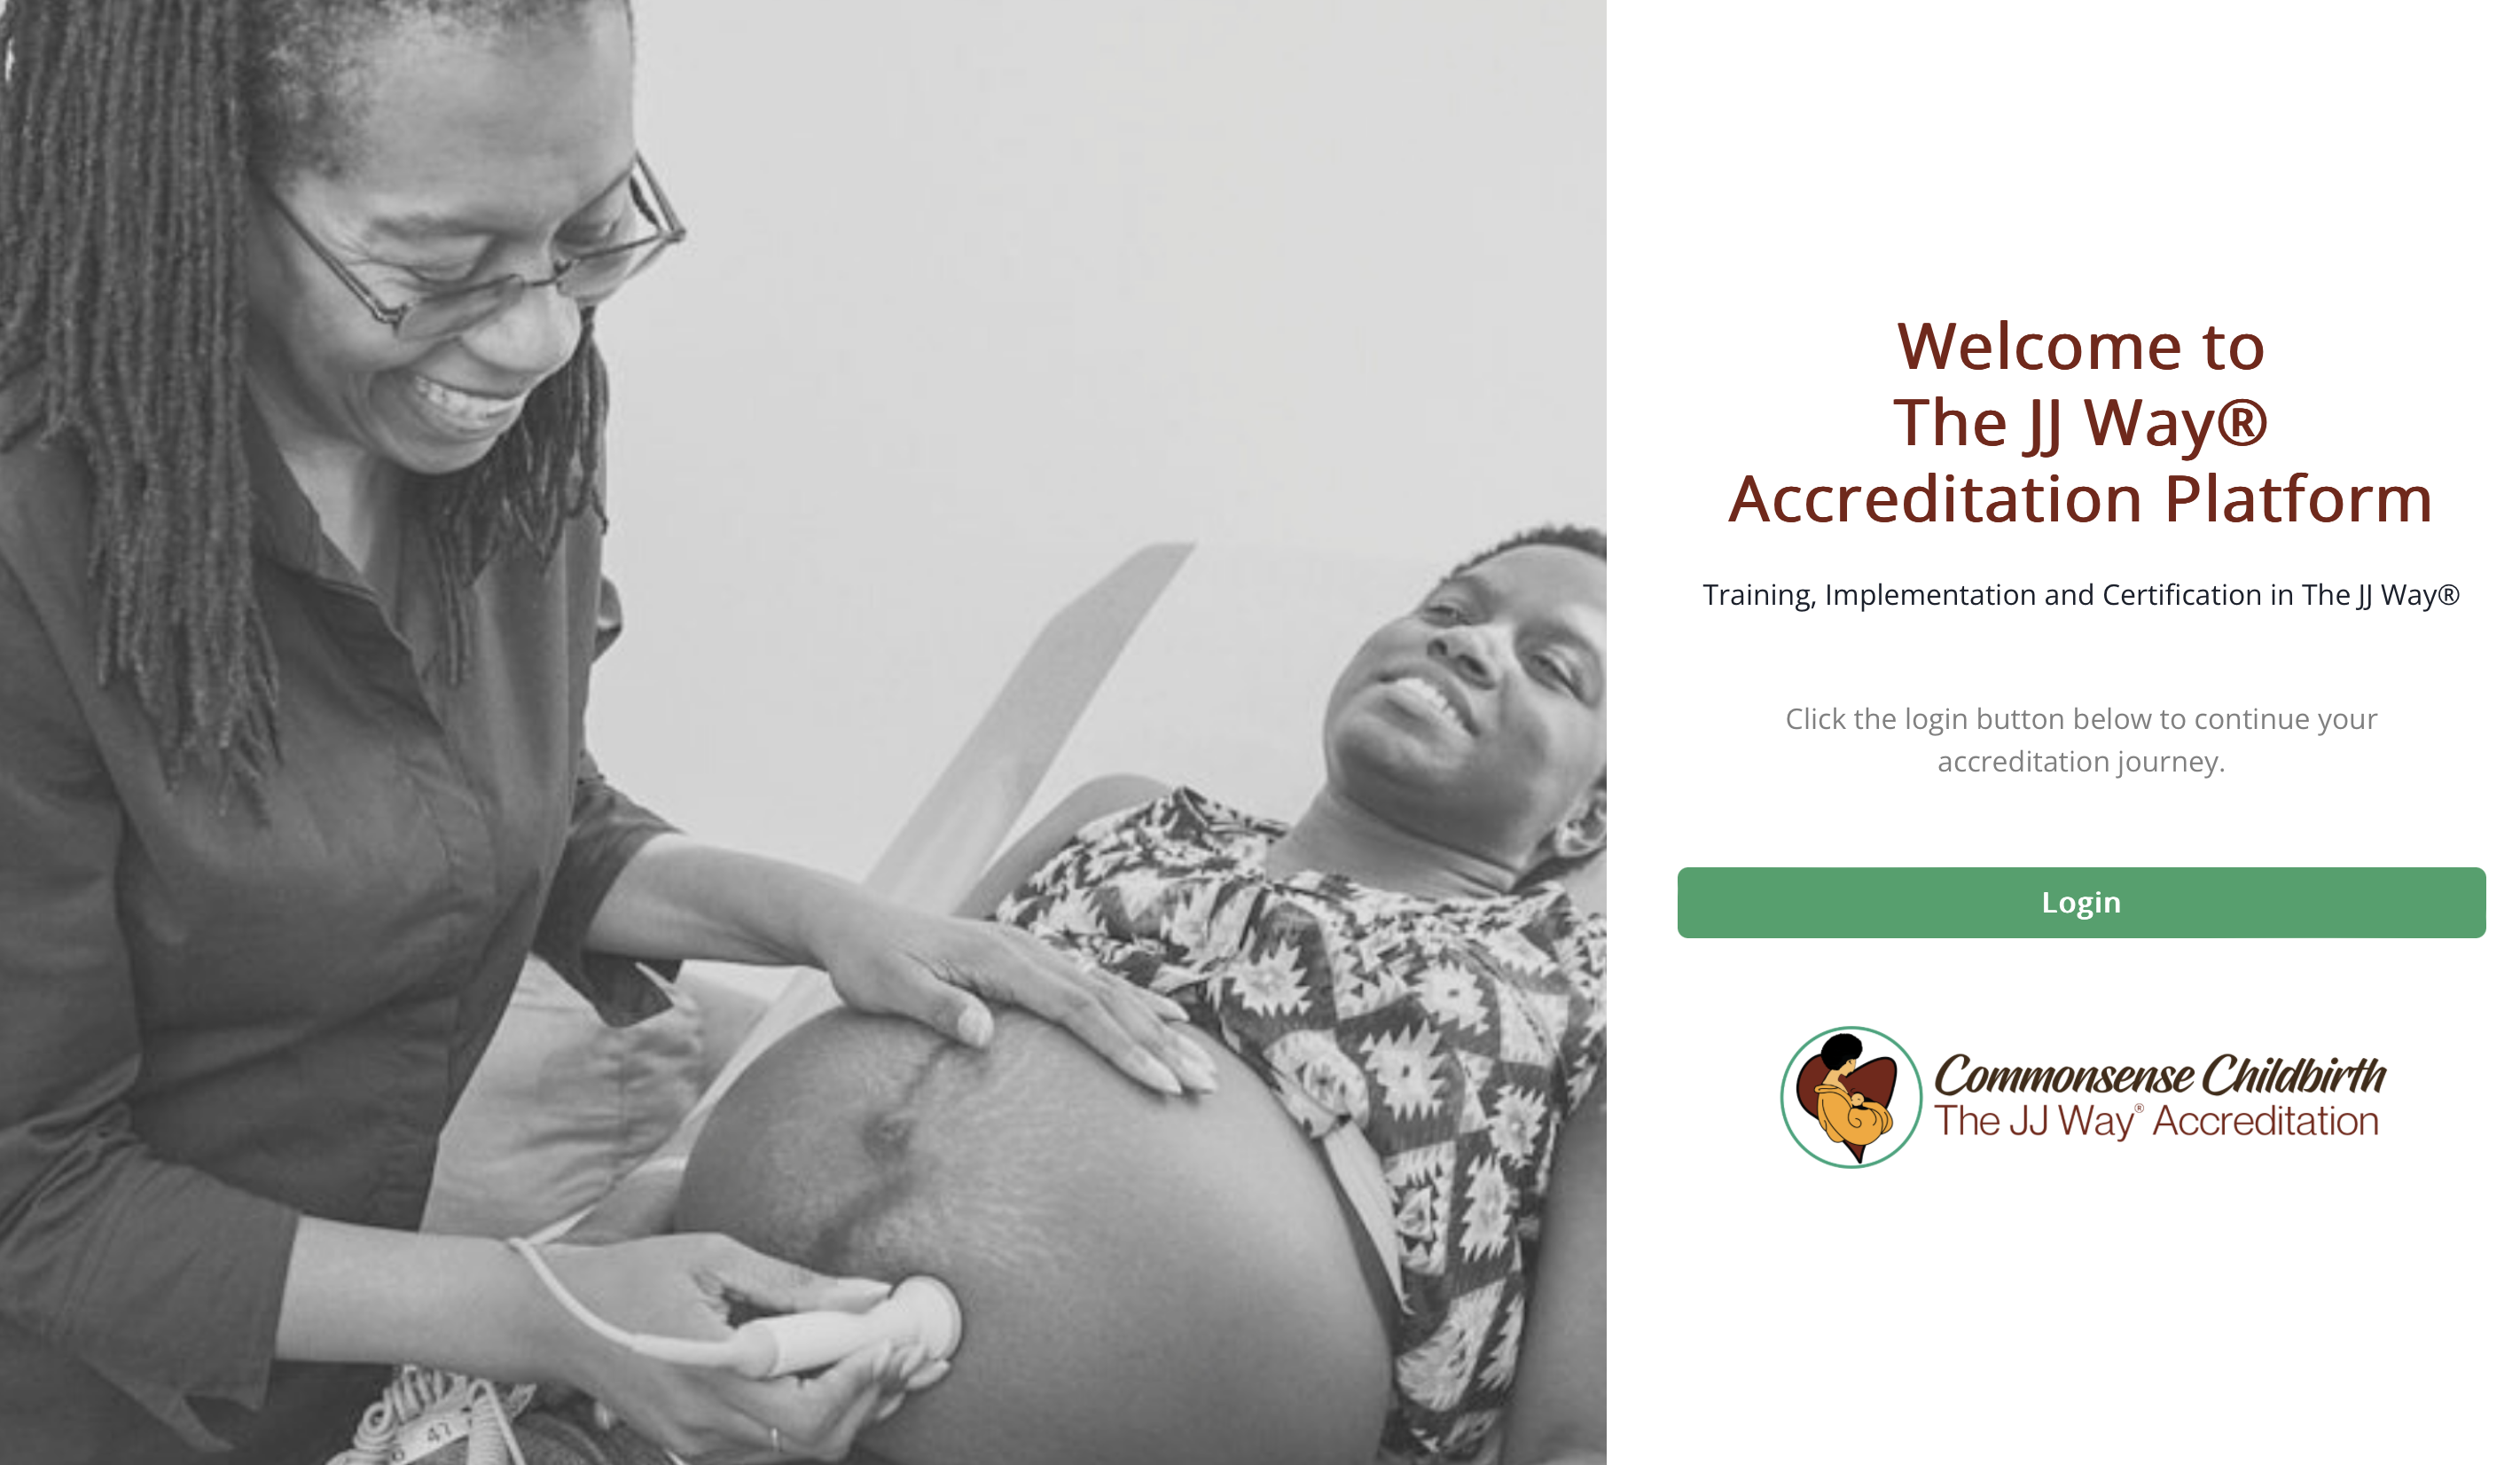 Welcome to
The JJ Way®
Accreditation Platform
Training, Implementation and Certification in The JJ Way®
Click the login button below to continue your
accreditation journey.
Login
Commonsense Childbirth
The JJ Way® Accreditation
47